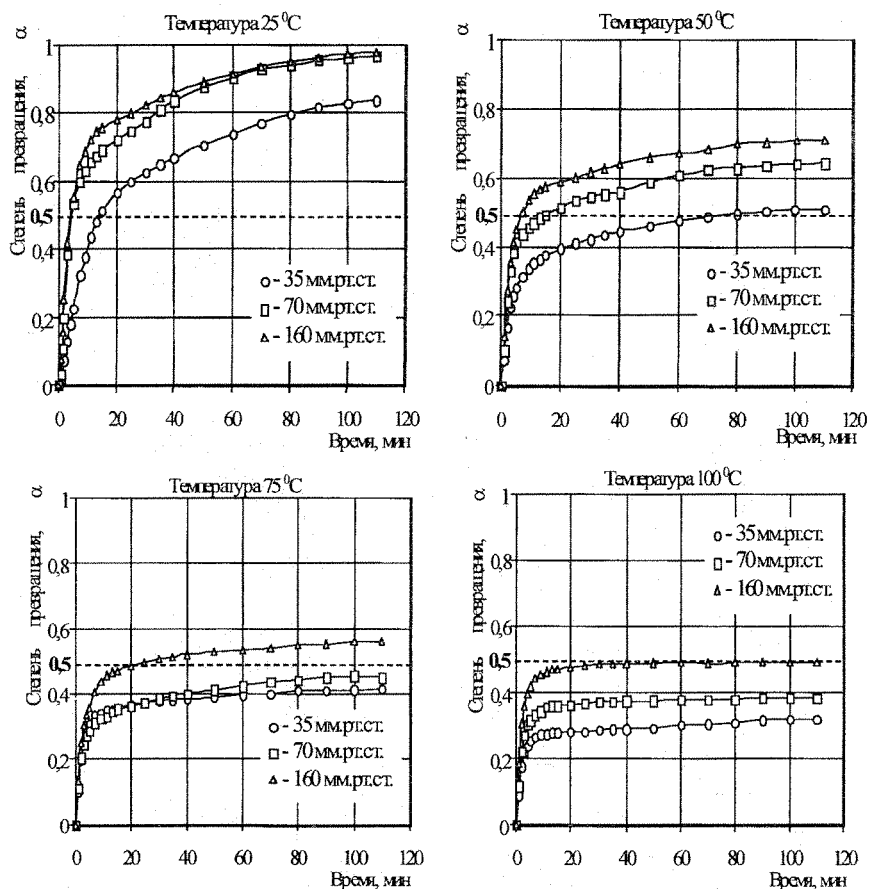 Температура 25 ⁰С
Степень превращения, α
1
0,8
0,6
0,5
0,4
0,2
0
0 20 40 60 80 100 120
Время, мин
- 35 мм.рт.ст.
- 70 мм.рт.ст.
- 160 мм.рт.ст.
Температура 50 ⁰С
Степень превращения, α
1
0,8
0,6
0,5
0,4
0,2
0
0 20 40 60 80 100 120
Время, мин
- 35 мм.рт.ст.
- 70 мм.рт.ст.
- 160 мм.рт.ст.
Температура 75 ⁰С
Степень превращения, α
1
0,8
0,6
0,5
0,4
0,2
0
0 20 40 60 80 100 120
Время, мин
- 35 мм.рт.ст.
- 70 мм.рт.ст.
- 160 мм.рт.ст.
Температура 100 ⁰С
Степень превращения, α
1
0,8
0,6
0,5
0,4
0,2
0
0 20 40 60 80 100 120
Время, мин
- 35 мм.рт.ст.
- 70 мм.рт.ст.
- 160 мм.рт.ст.